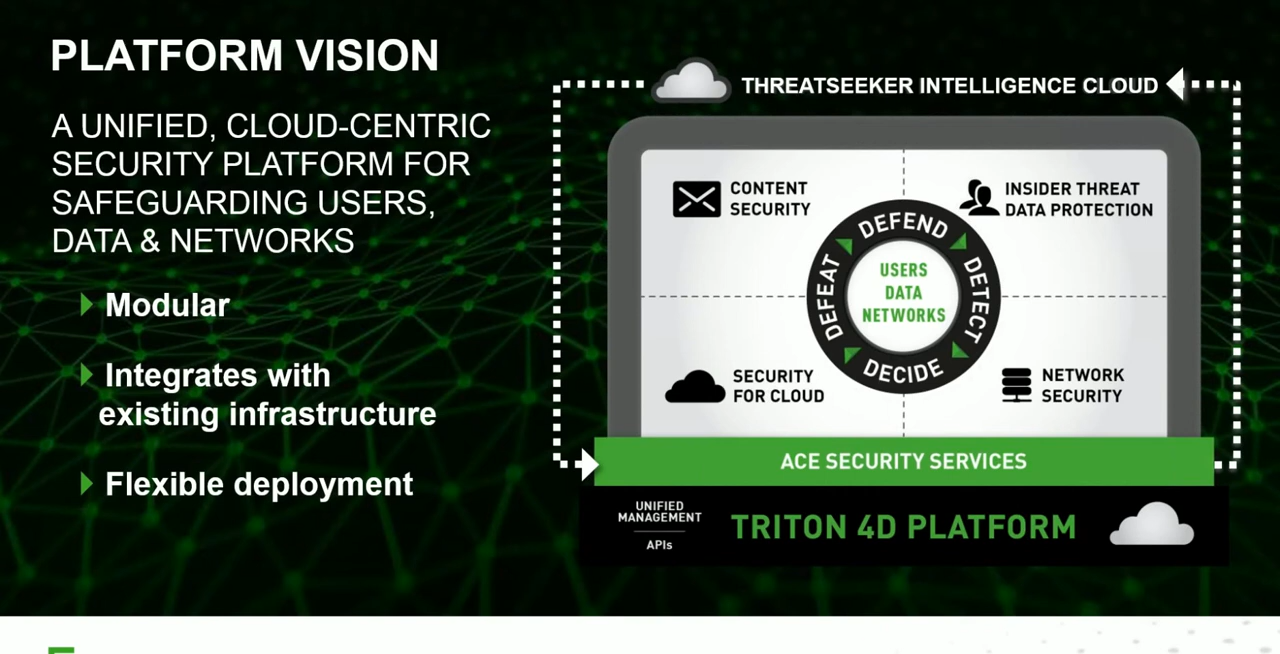 PLATFORM VISION
A UNIFIED, CLOUD-CENTRIC
SECURITY PLATFORM FOR
SAFEGUARDING USERS,
DATA & NETWORKS
Modular
Integrates with
existing infrastructure
Flexible deployment
THREATSEEKER INTELLIGENCE CLOUD
CONTENT
SECURITY
INSIDER THREAT
DATA PROTECTION
DEFEND
DETECT
DECIDE
DEFEAT
USERS
DATA
NETWORKS
SECURITY
FOR CLOUD
NETWORK
SECURITY
ACE SECURITY SERVICES
UNIFIED
MANAGEMENT
APIs
TRITON 4D PLATFORM